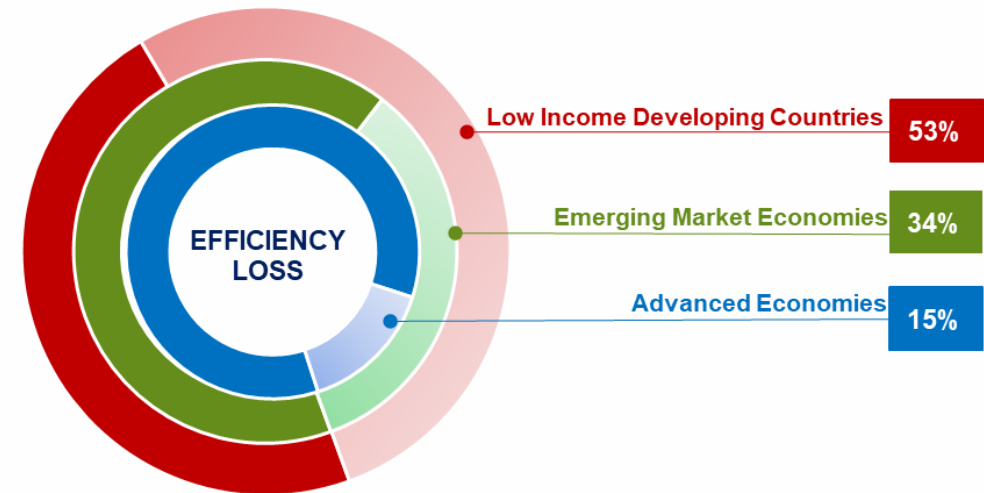 EFFICIENCY
LOSS
Low Income Developing Countries 53%
Emerging Market Economies 34%
Advanced Economies 15%